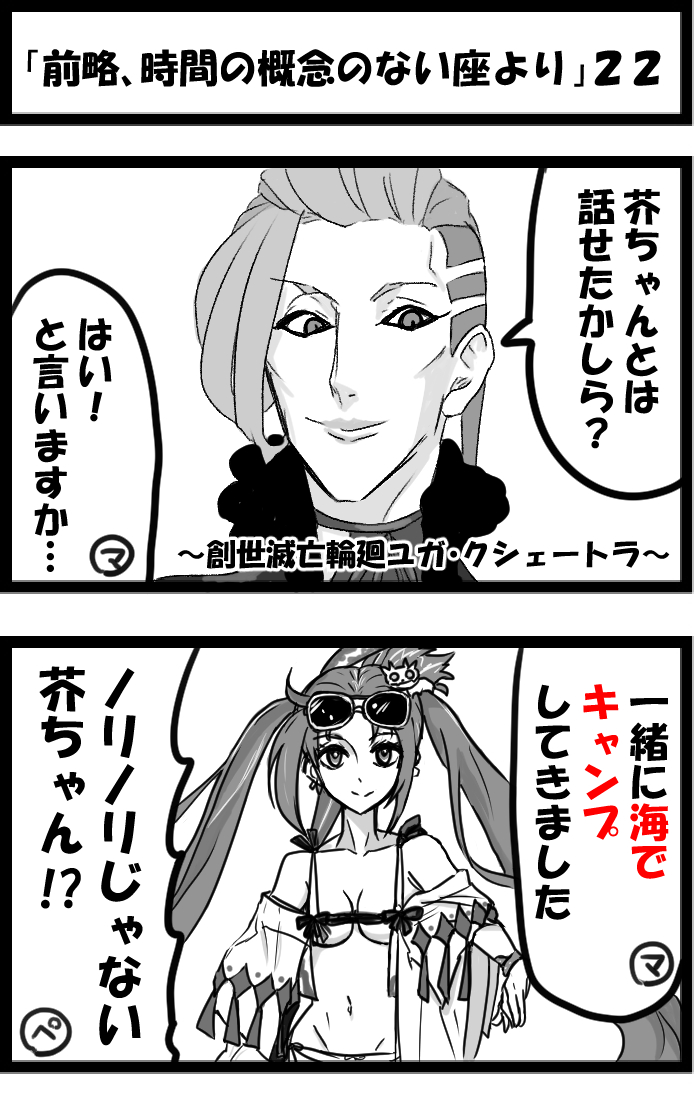 「前略、時間の概念のない座より」２２
芥ちゃんとは
話せたかしら？
はい！
と言いますか…
マ
～創世滅亡輪廻ユガ・クシェートラ～
一緒に海で
キャンプ
してきました
マ
ノリノリじゃない
芥ちゃん!?
ペ